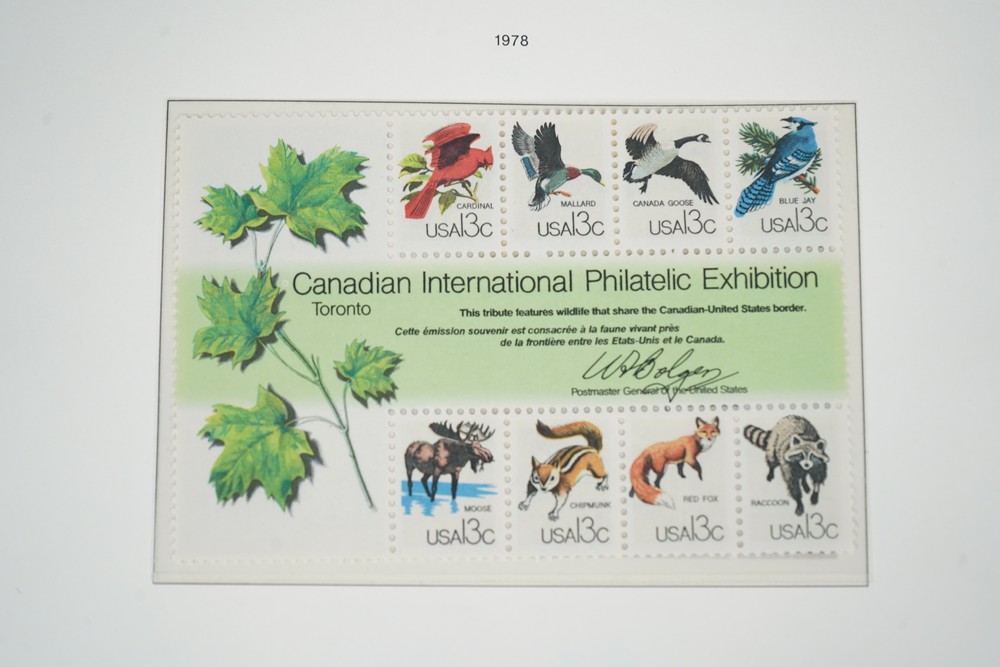 1978
CARDINAL
USA13c
MALLARD
USA13c
CANADA GOOSE
USA13c
BLUE JAY
USA13c
Canadian International Philatelic Exhibition
Toronto
This tribute features wildlife that share the Canadian-United States border.
Cette émission souvenir est consacrée à la faune vivant près
de la frontière entre les Etats-Unis et le Canada.
Postmaster General of the United States
MOOSE
USA13c
CHIPMUNK
USA13c
RED FOX
USA13c
RACCOON
USA13c